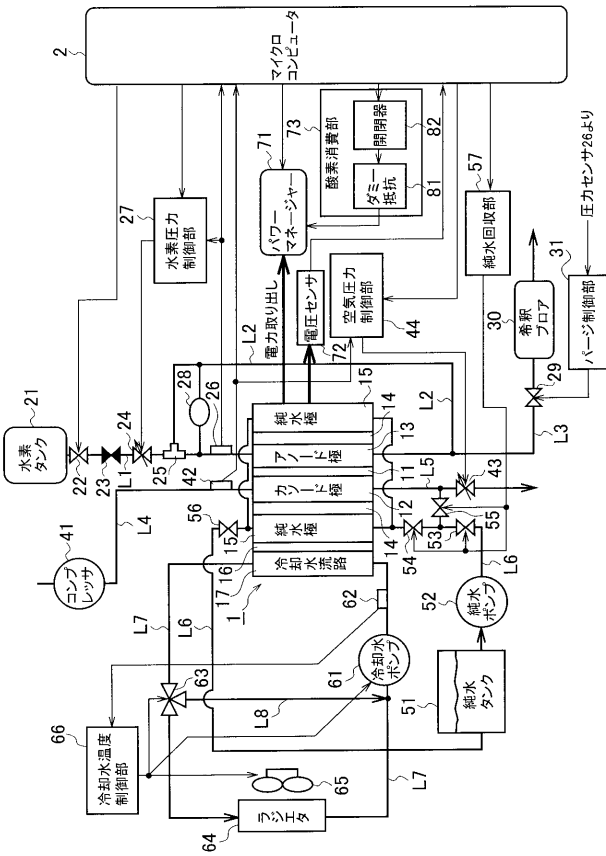 2
マイクロ
コンピュータ
73
酸素消費部
開閉器
82
ダミー
抵抗
81
71
パワー
マネージャー
57
純水回収部
圧力センサ26より
27
水素圧力
制御部
電力取り出し
電圧センサ
72
空気圧力
制御部
44
30
希釈
ブロア
31
パージ制御部
29
21
水素
タンク
22
23
L1
24
25
28
26
L2
42
L4
41
コン
プレッサ
56
15
純水極
14
アノード極
13
11
カソード極
12
純水極
14
15
16
冷却水流路
17
1
L2
L3
L5
43
55
53
54
L6
52
純水ポンプ
51
純水
タンク
62
61
冷却水
ポンプ
L7
L6
63
L8
L7
66
冷却水温度
制御部
65
64
ラジエタ